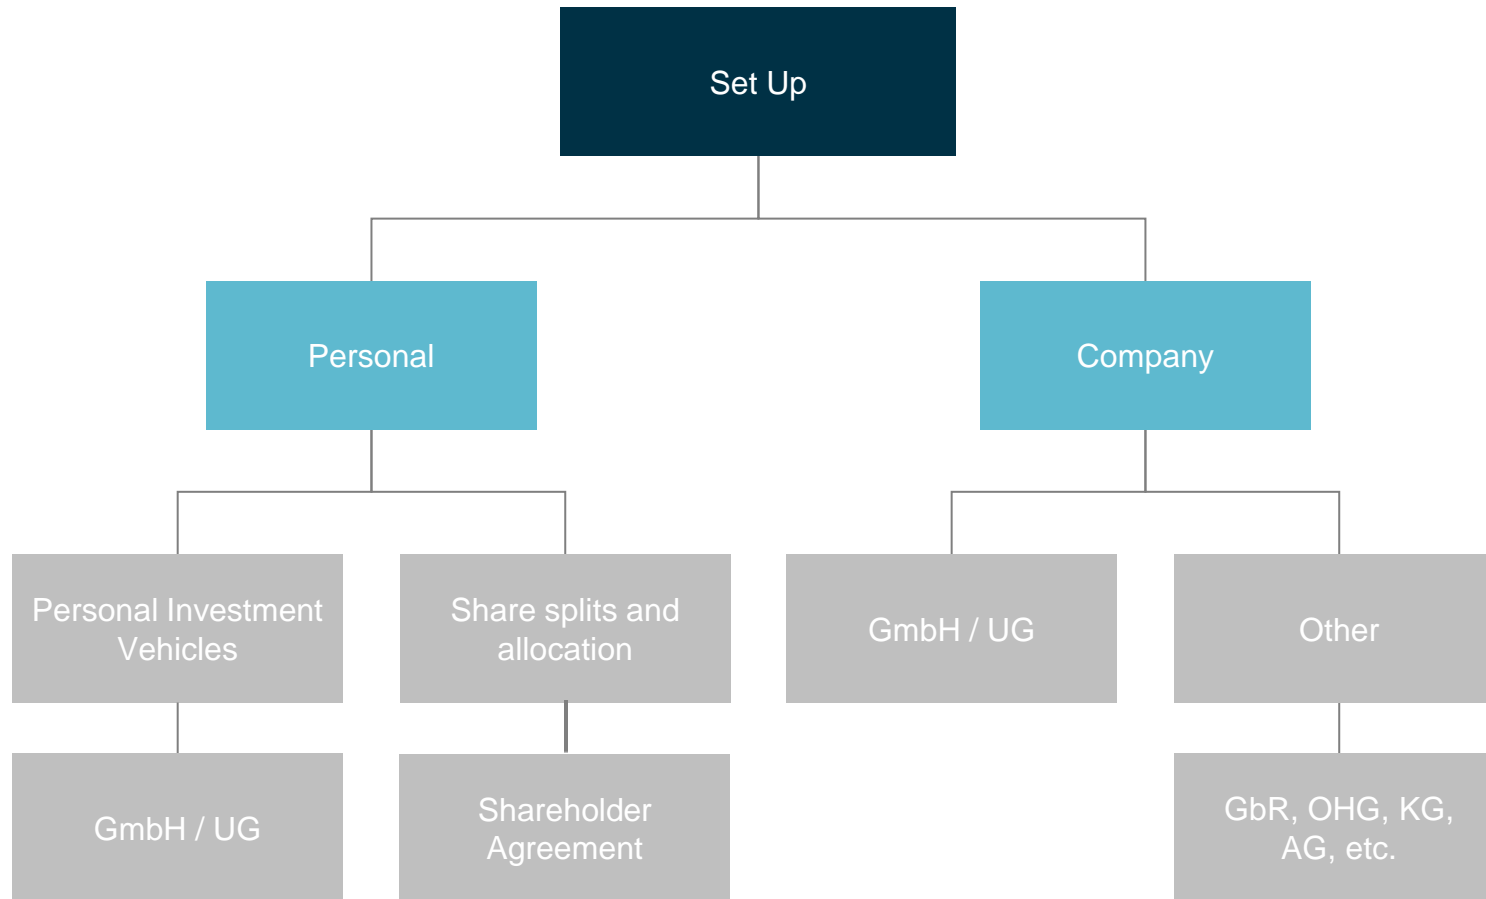 Set Up
Personal
Company
Personal Investment
Vehicles
Share splits and
allocation
GmbH / UG
Other
GmbH / UG
Shareholder
Agreement
GbR, OHG, KG,
AG, etc.